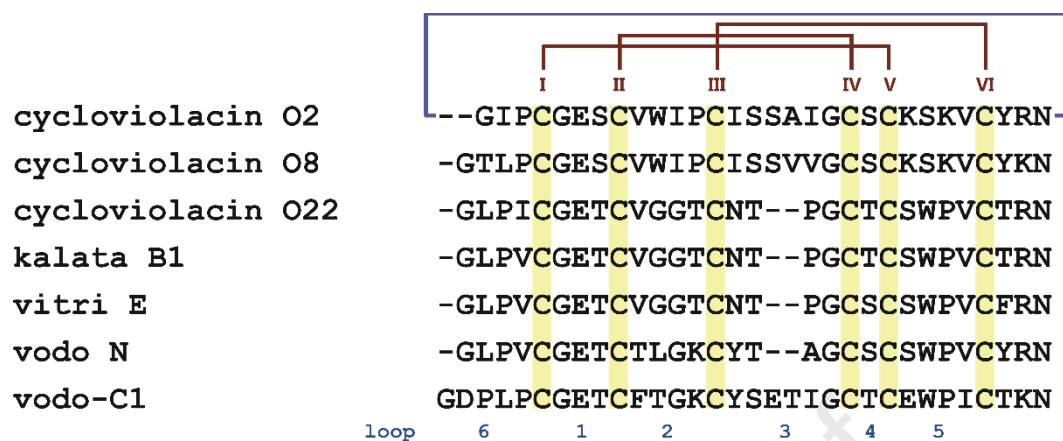 I II III IV V VI
cycloviolacin O2 --GIPCGESCVWIPCISSAIGCSCKSKVCYRN
cycloviolacin O8 -GTLPCGESCVWIPCISSVVGCSCKSKVCYKN
cycloviolacin O22 -GLPICGETCVGGTCNT--PGCTCSWPVCTRN
kalata B1 -GLPVCGETCVGGTCNT--PGCTCSWPVCTRN
vitri E -GLPVCGETCVGGTCNT--PGCSCSWPVCFRN
vodo N -GLPVCGETCTLGKCYT--AGCSCSWPVCYRN
vodo-C1 GDPLPCGETCFTGKCYSETIGCTCEWPICTKN
loop 6 1 2 3 4 5